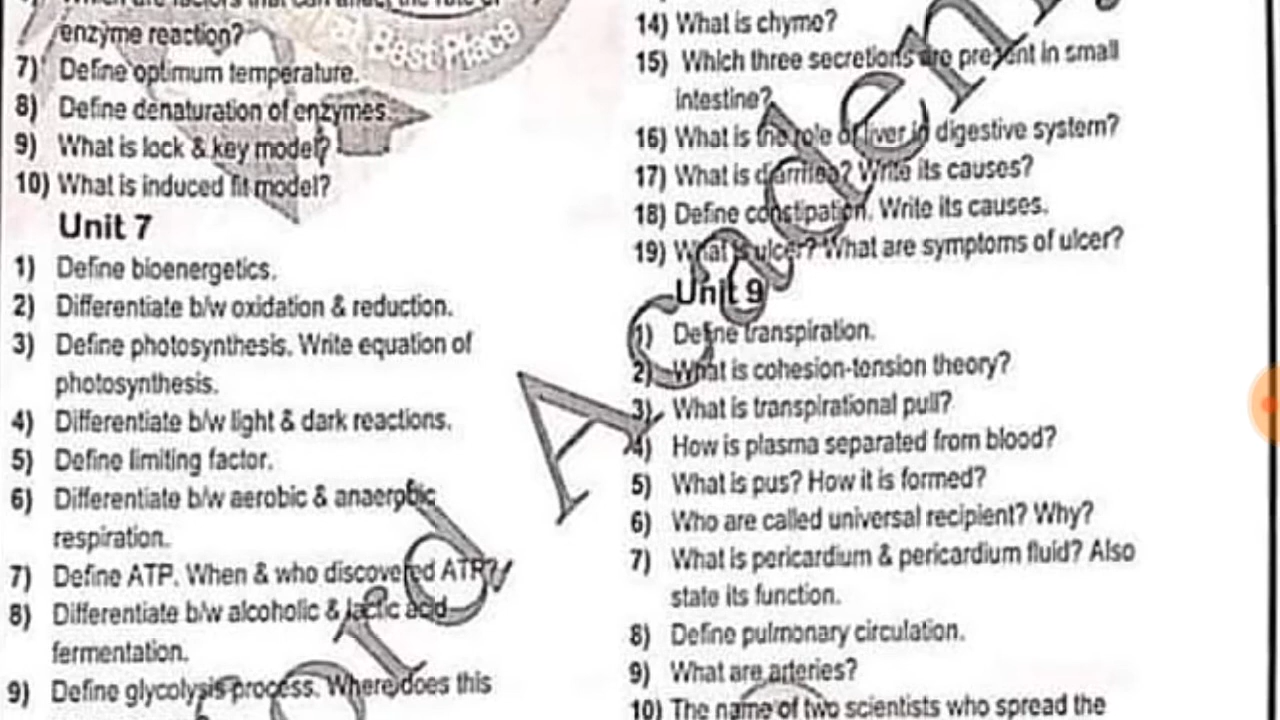 enzyme reaction?
7) Define optimum temperature.
8) Define denaturation of enzymes.
9) What is lock & key model?
10) What is induced fit model?
Unit 7
1) Define bioenergetics.
2) Differentiate b/w oxidation & reduction.
3) Define photosynthesis. Write equation of
photosynthesis.
4) Differentiate b/w light & dark reactions.
5) Define limiting factor.
6) Differentiate b/w aerobic & anaerobic
respiration.
7) Define ATP. When & who discovered ATP?
8) Differentiate b/w alcoholic & lactic acid
fermentation.
9) Define glycolysis process. Where does this
14) What is chyme?
15) Which three secretions are present in small
intestine?
16) What is the role of liver in digestive system?
17) What is diarrhea? Write its causes?
18) Define constipation. Write its causes.
19) What is ulcer? What are symptoms of ulcer?
Unit 9
1) Define transpiration.
2) What is cohesion-tension theory?
3) What is transpirational pull?
4) How is plasma separated from blood?
5) What is pus? How it is formed?
6) Who are called universal recipient? Why?
7) What is pericardium & pericardium fluid? Also
state its function.
8) Define pulmonary circulation.
9) What are arteries?
10) The name of two scientists who spread the
Best Place
ord Academy